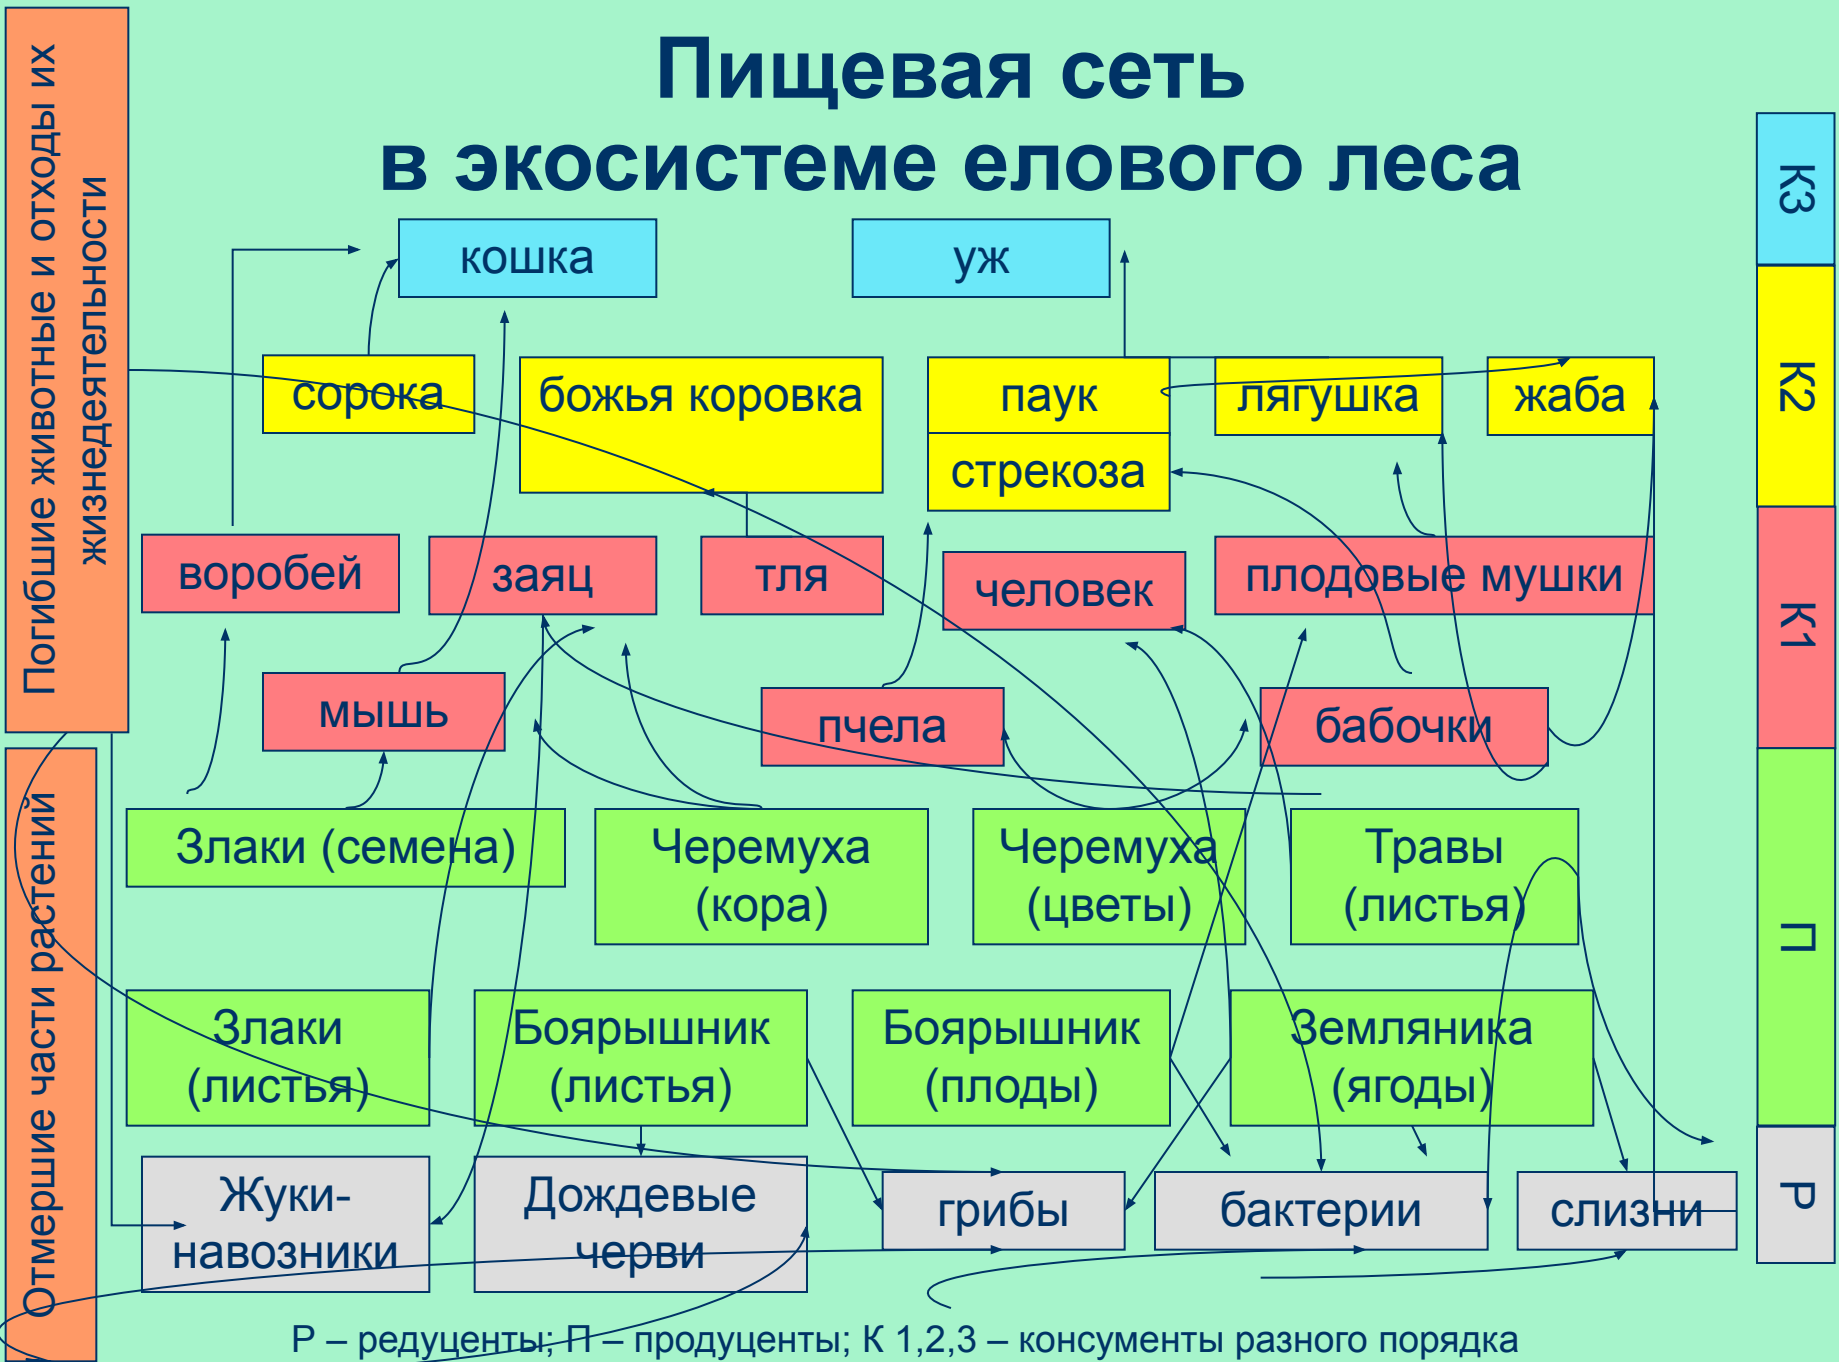 Пищевая сеть
в экосистеме елового леса
Погибшие животные и отходы их
жизнедеятельности
Отмершие части растений
К3
К2
К1
П
Р
кошка
уж
сорока
божья коровка
паук
лягушка
жаба
стрекоза
воробей
заяц
тля
человек
плодовые мушки
мышь
пчела
бабочки
Злаки (семена)
Черемуха
(кора)
Черемуха
(цветы)
Травы
(листья)
Злаки
(листья)
Боярышник
(листья)
Боярышник
(плоды)
Земляника
(ягоды)
Жуки-
навозники
Дождевые
черви
грибы
бактерии
слизни
Р – редуценты; П – продуценты; К 1,2,3 – консументы разного порядка